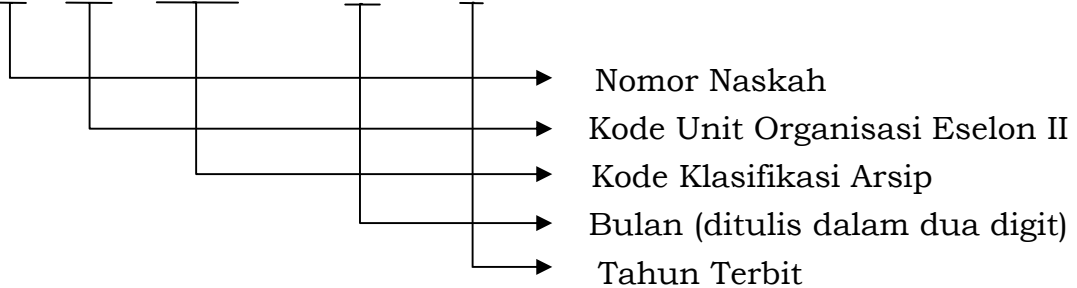 Nomor Naskah
Kode Unit Organisasi Eselon II
Kode Klasifikasi Arsip
Bulan (ditulis dalam dua digit)
Tahun Terbit